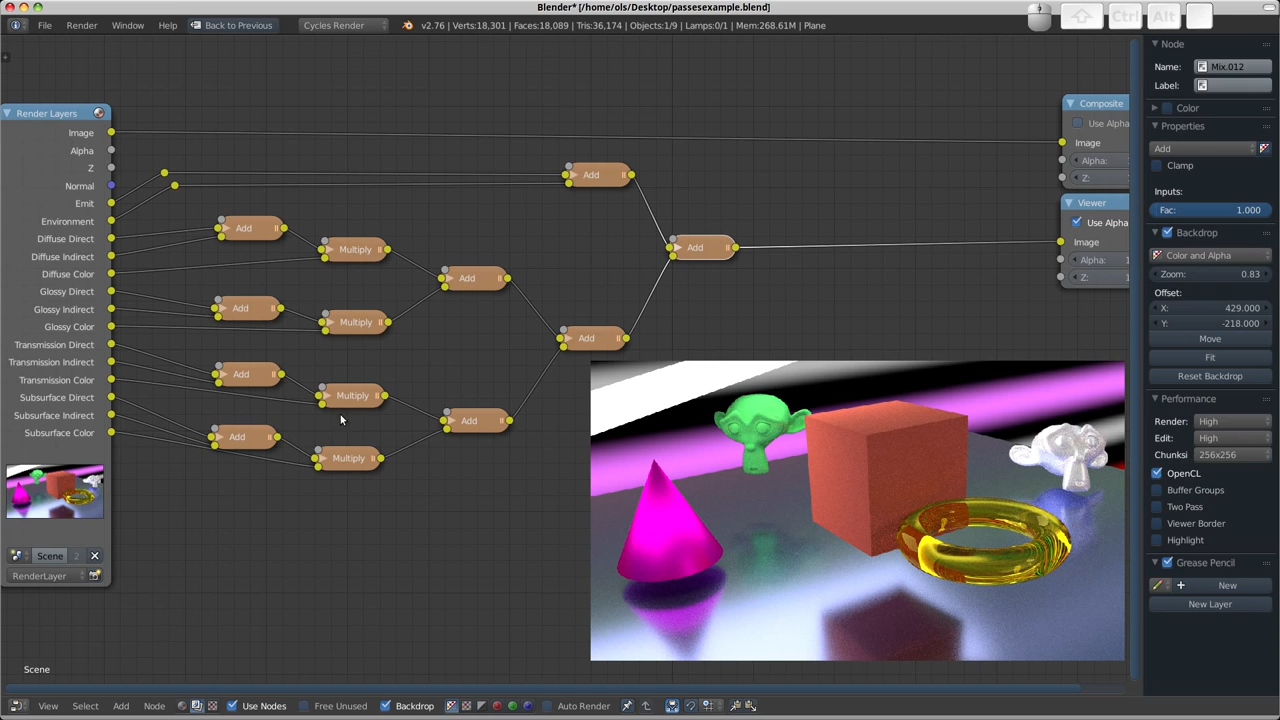 Blender* [/home/ols/Desktop/passesexample.blend]
File Render Window Help Back to Previous Cycles Render v2.76 | Verts:18,301 | Faces:18,089 | Tris:36,174 | Objects:1/9 | Lamps:0/1 | Mem:268.61M | Plane
Ctrl Alt
Render Layers
Image
Alpha
Z
Normal
Emit
Environment
Diffuse Direct
Diffuse Indirect
Diffuse Color
Glossy Direct
Glossy Indirect
Glossy Color
Transmission Direct
Transmission Indirect
Transmission Color
Subsurface Direct
Subsurface Indirect
Subsurface Color
Scene 2
RenderLayer
Add
Add
Multiply
Add
Add
Add
Multiply
Add
Add
Multiply
Add
Add
Multiply
Composite
Use Alpha
Image
Alpha:
Z:
Viewer
Use Alpha
Image
Alpha: 1
Z: 1
Node
Name: Mix.012
Label:
Color
Properties
Add
Clamp
Inputs:
Fac: 1.000
Backdrop
Color and Alpha
Zoom: 0.83
Offset:
X: 429.000
Y: -218.000
Move
Fit
Reset Backdrop
Performance
Render: High
Edit: High
Chunksi 256x256
OpenCL
Buffer Groups
Two Pass
Viewer Border
Highlight
Grease Pencil
New
New Layer
Scene
View Select Add Node Use Nodes Free Unused Backdrop Auto Render